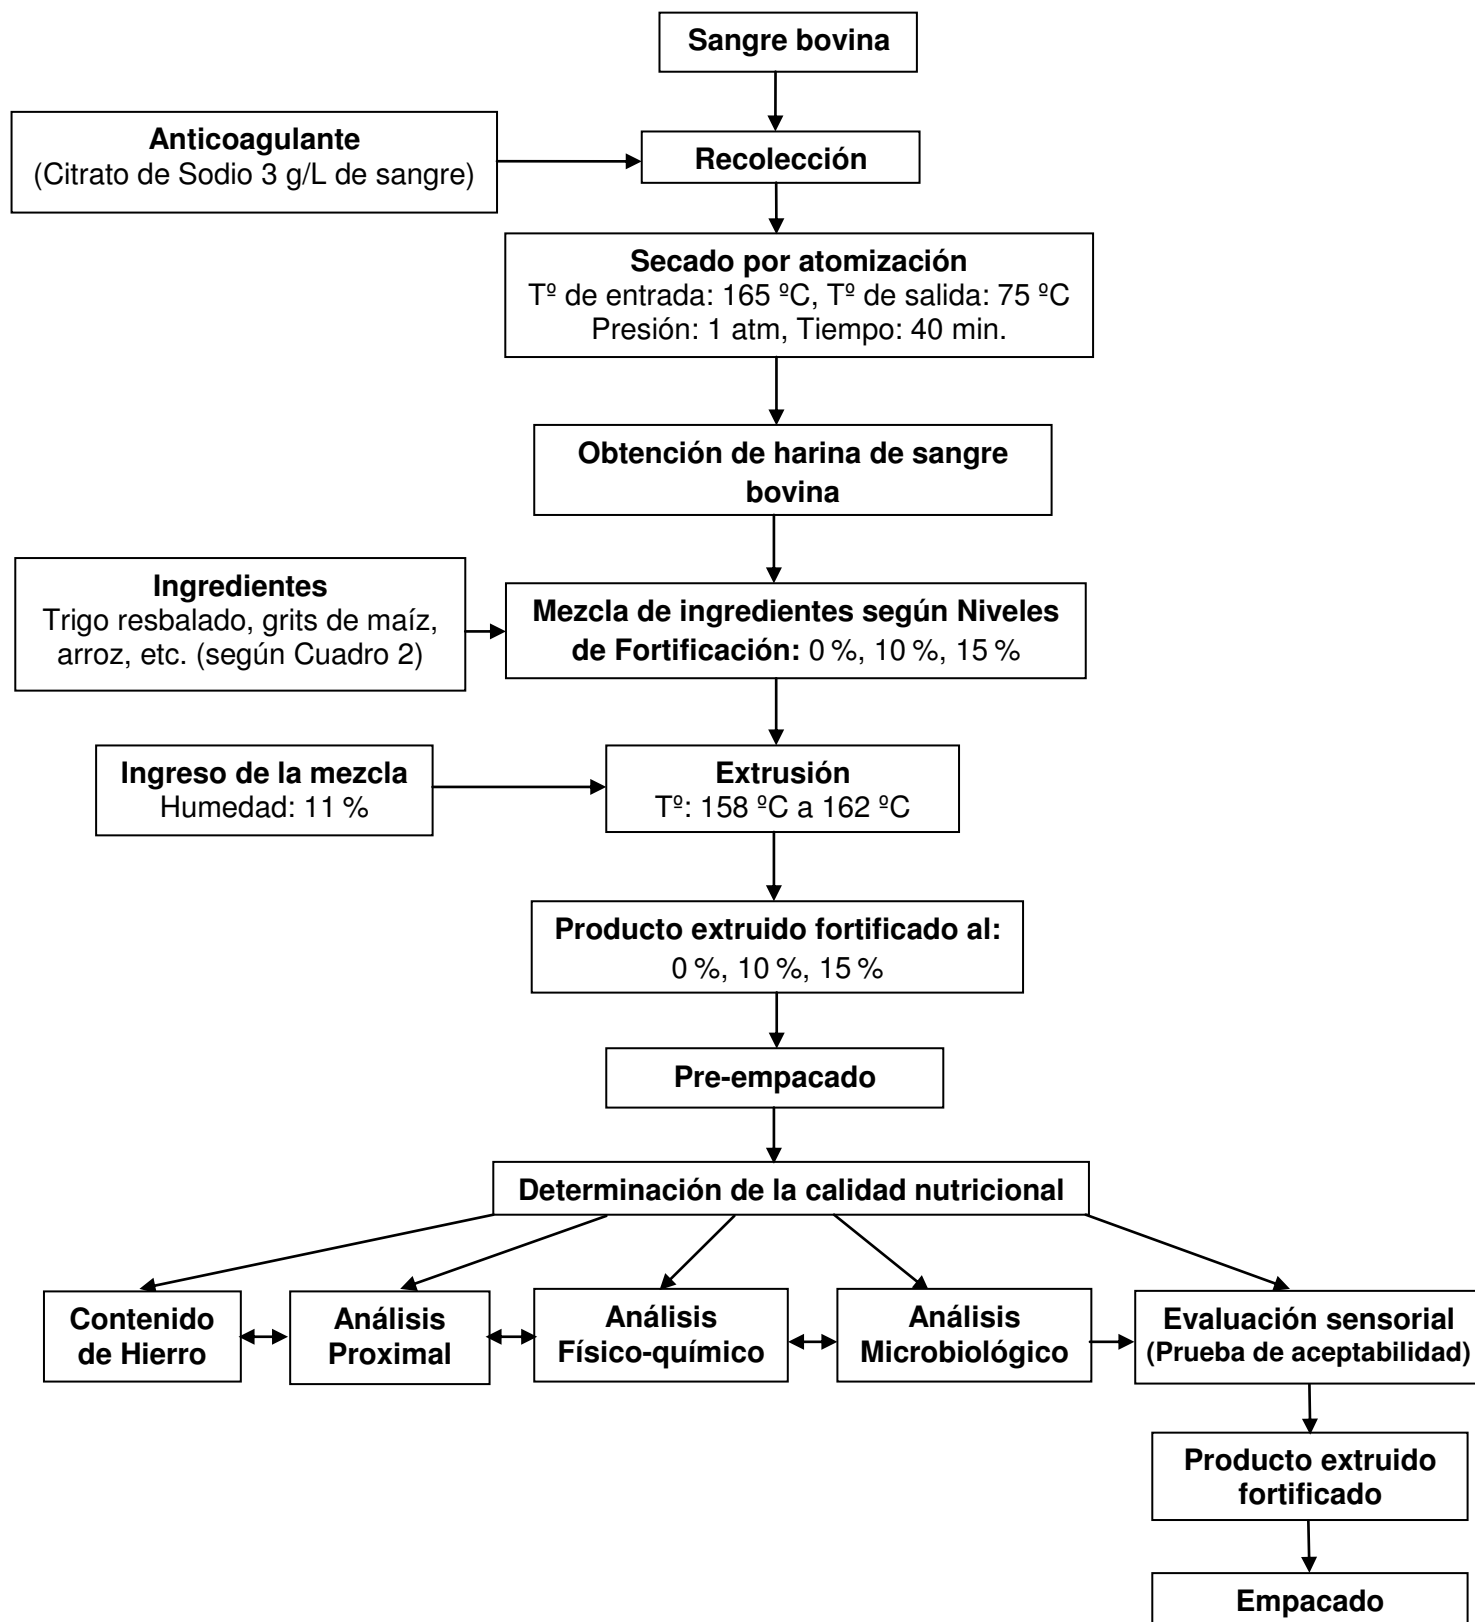 Sangre bovina
Anticoagulante
(Citrato de Sodio 3 g/L de sangre)
Recolección
Secado por atomización
Tº de entrada: 165 ºC, Tº de salida: 75 ºC
Presión: 1 atm, Tiempo: 40 min.
Obtención de harina de sangre
bovina
Ingredientes
Trigo resbalado, grits de maíz,
arroz, etc. (según Cuadro 2)
Mezcla de ingredientes según Niveles
de Fortificación: 0 %, 10 %, 15 %
Ingreso de la mezcla
Humedad: 11 %
Extrusión
Tº: 158 ºC a 162 ºC
Producto extruido fortificado al:
0 %, 10 %, 15 %
Pre-empacado
Determinación de la calidad nutricional
Contenido
de Hierro
Análisis
Proximal
Análisis
Físico-químico
Análisis
Microbiológico
Evaluación sensorial
(Prueba de aceptabilidad)
Producto extruido
fortificado
Empacado